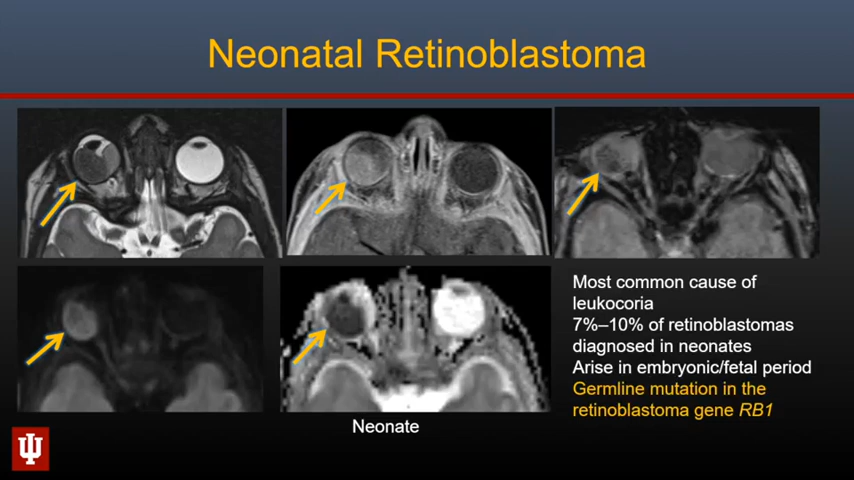 Neonatal Retinoblastoma
Most common cause of
leukocoria
7%–10% of retinoblastomas
diagnosed in neonates
Arise in embryonic/fetal period
Germline mutation in the
retinoblastoma gene RB1
Neonate